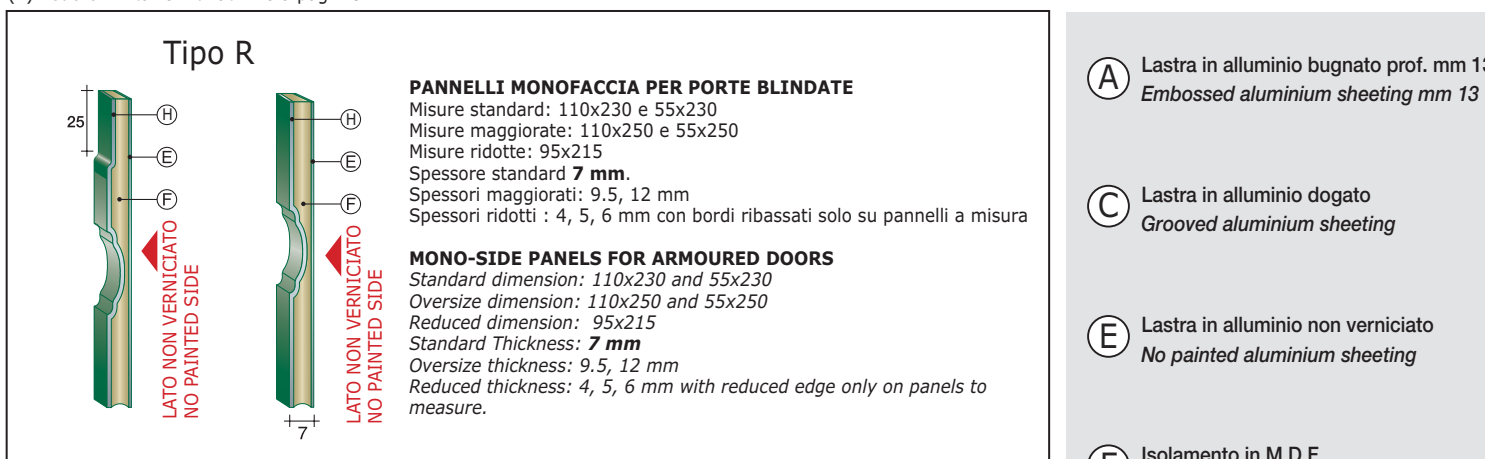 Tipo R
25
H
E
F
LATO NON VERNICIATO
NO PAINTED SIDE
H
E
F
LATO NON VERNICIATO
NO PAINTED SIDE
7
PANNELLI MONOFACCIA PER PORTE BLINDATE
Misure standard: 110x230 e 55x230
Misure maggiorate: 110x250 e 55x250
Misure ridotte: 95x215
Spessore standard 7 mm.
Spessori maggiorati: 9.5, 12 mm
Spessori ridotti : 4, 5, 6 mm con bordi ribassati solo su pannelli a misura
MONO-SIDE PANELS FOR ARMOURED DOORS
Standard dimension: 110x230 and 55x230
Oversize dimension: 110x250 and 55x250
Reduced dimension: 95x215
Standard Thickness: 7 mm
Oversize thickness: 9.5, 12 mm
Reduced thickness: 4, 5, 6 mm with reduced edge only on panels to
measure.
A
Lastra in alluminio bugnato prof. mm 13
Embossed aluminium sheeting mm 13
C
Lastra in alluminio dogato
Grooved aluminium sheeting
E
Lastra in alluminio non verniciato
No painted aluminium sheeting
F
Isolamento in M.D.F.